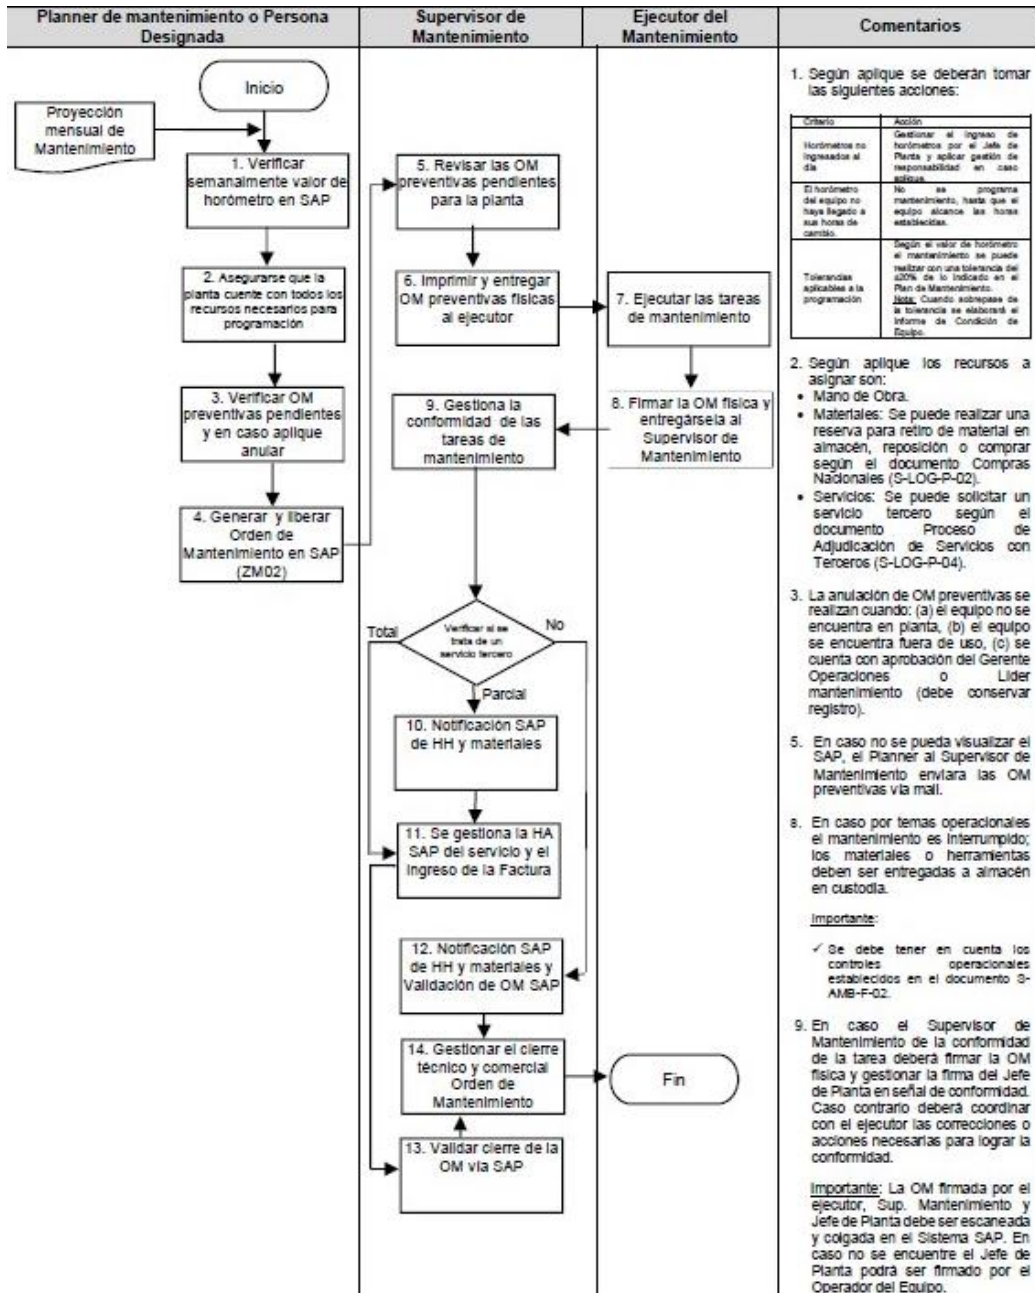 Planner de mantenimiento o Persona
Designada
Supervisor de
Mantenimiento
Ejecutor del
Mantenimiento
Comentarios
Inicio
Proyección
mensual de
Mantenimiento
1. Verificar
semanalmente valor de
horómetro en SAP
2. Asegurarse que la
planta cuente con todos los
recursos necesarios para
programación
3. Verificar OM
preventivas pendientes
y en caso aplique
anular
4. Generar y liberar
Orden de
Mantenimiento en SAP
(ZM02)
5. Revisar las OM
preventivas pendientes
para la planta
6. Imprimir y entregar
OM preventivas físicas
al ejecutor
7. Ejecutar las tareas
de mantenimiento
8. Firmar la OM física y
entregársela al
Supervisor de
Mantenimiento
9. Gestiona la
conformidad de las
tareas de
mantenimiento
Verificar si se
trata de un
servicio tercero
Total
No
Parcial
10. Notificación SAP
de HH y materiales
11. Se gestiona la HA
SAP del servicio y el
ingreso de la Factura
12. Notificación SAP
de HH y materiales y
Validación de OM SAP
14. Gestionar el cierre
técnico y comercial
Orden de
Mantenimiento
Fin
13. Validar cierre de la
OM vía SAP
1. Según aplique se deberán tomar
las siguientes acciones:
Criterio
Acción
Horómetros no
ingresados al
día
Gestionar el ingreso de
horómetros por el Jefe de
Planta y aplicar gestión de
responsabilidad en caso
aplique.
El horómetro
del equipo no
haya llegado a
sus horas de
cambio.
No se programa
mantenimiento, hasta que el
equipo alcance las horas
establecidas.
Tolerancias
aplicables a la
programación
Según el valor de horómetro
el mantenimiento se puede
realizar con una tolerancia del
±20% de lo indicado en el
Plan de Mantenimiento.
Nota: Cuando sobrepase de
la tolerancia se elaborará el
Informe de Condición de
Equipo.
2. Según aplique los recursos a
asignar son:
• Mano de Obra.
• Materiales: Se puede realizar una
reserva para retiro de material en
almacén, reposición o comprar
según el documento Compras
Nacionales (S-LOG-P-02).
• Servicios: Se puede solicitar un
servicio tercero según el
documento Proceso de
Adjudicación de Servicios con
Terceros (S-LOG-P-04).
3. La anulación de OM preventivas se
realizan cuando: (a) el equipo no se
encuentra en planta, (b) el equipo
se encuentra fuera de uso, (c) se
cuenta con aprobación del Gerente
Operaciones o Líder
mantenimiento (debe conservar
registro).
5. En caso no se pueda visualizar el
SAP, el Planner al Supervisor de
Mantenimiento enviara las OM
preventivas vía mail.
8. En caso por temas operacionales
el mantenimiento es interrumpido;
los materiales o herramientas
deben ser entregadas a almacén
en custodia.
Importante:
✓ Se debe tener en cuenta los
controles operacionales
establecidos en el documento S-
AMB-F-02.
9. En caso el Supervisor de
Mantenimiento de la conformidad
de la tarea deberá firmar la OM
física y gestionar la firma del Jefe
de Planta en señal de conformidad.
Caso contrario deberá coordinar
con el ejecutor las correcciones o
acciones necesarias para lograr la
conformidad.
Importante: La OM firmada por el
ejecutor, Sup. Mantenimiento y
Jefe de Planta debe ser escaneada
y colgada en el Sistema SAP. En
caso no se encuentre el Jefe de
Planta podrá ser firmado por el
Operador del Equipo.